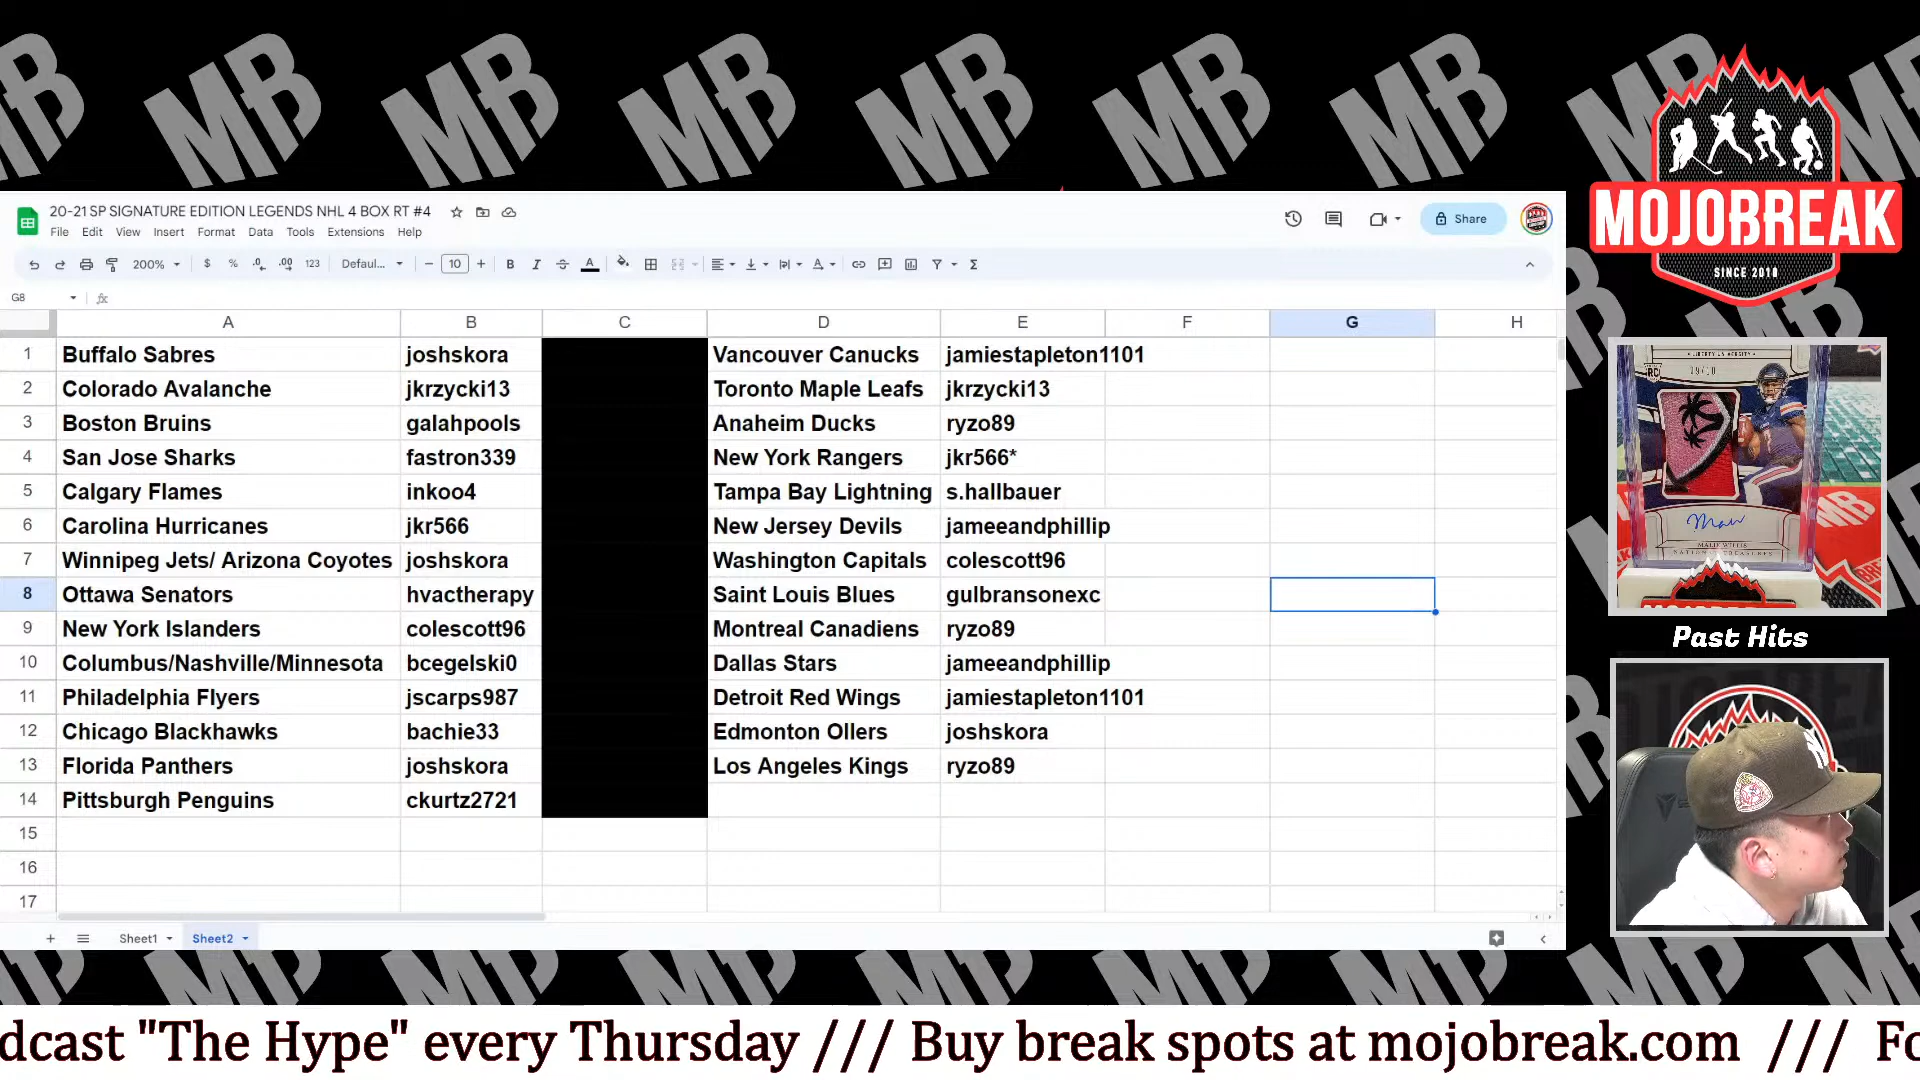 20-21 SP SIGNATURE EDITION LEGENDS NHL 4 BOX RT #4
File Edit View Insert Format Data Tools Extensions Help
Share
200% $ % .0 .00 123 Defaul... − 10 + B I
G8 fx
A B C D E F G H
1 Buffalo Sabres joshskora Vancouver Canucks jamiestapleton1101
2 Colorado Avalanche jkrzycki13 Toronto Maple Leafs jkrzycki13
3 Boston Bruins galahpools Anaheim Ducks ryzo89
4 San Jose Sharks fastron339 New York Rangers jkr566*
5 Calgary Flames inkoo4 Tampa Bay Lightning s.hallbauer
6 Carolina Hurricanes jkr566 New Jersey Devils jameeandphillip
7 Winnipeg Jets/ Arizona Coyotes joshskora Washington Capitals colescott96
8 Ottawa Senators hvactherapy Saint Louis Blues gulbransonexc
9 New York Islanders colescott96 Montreal Canadiens ryzo89
10 Columbus/Nashville/Minnesota bcegelski0 Dallas Stars jameeandphillip
11 Philadelphia Flyers jscarps987 Detroit Red Wings jamiestapleton1101
12 Chicago Blackhawks bachie33 Edmonton Ollers joshskora
13 Florida Panthers joshskora Los Angeles Kings ryzo89
14 Pittsburgh Penguins ckurtz2721
15
16
17
Sheet1 Sheet2
MOJOBREAK
SINCE 2010
Past Hits
dcast "The Hype" every Thursday /// Buy break spots at mojobreak.com /// Fo